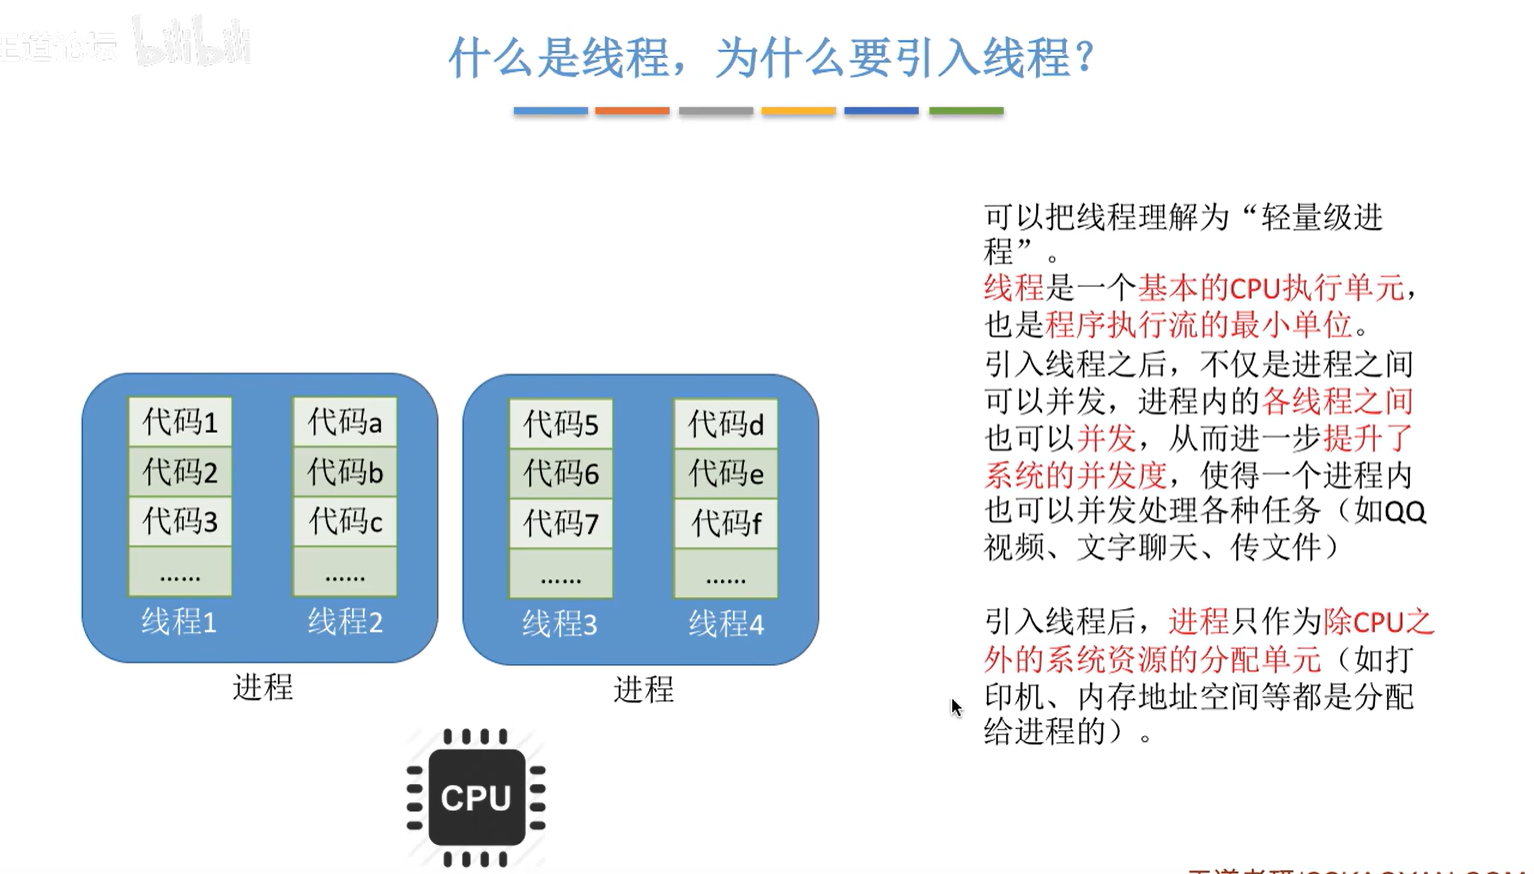 王道论坛 bilibili
什么是线程，为什么要引入线程？
可以把线程理解为“轻量级进
程”。
线程是一个基本的CPU执行单元，
也是程序执行流的最小单位。
引入线程之后，不仅是进程之间
可以并发，进程内的各线程之间
也可以并发，从而进一步提升了
系统的并发度，使得一个进程内
也可以并发处理各种任务（如QQ
视频、文字聊天、传文件）
引入线程后，进程只作为除CPU之
外的系统资源的分配单元（如打
印机、内存地址空间等都是分配
给进程的）。
代码1
代码2
代码3
……
线程1
代码a
代码b
代码c
……
线程2
进程
代码5
代码6
代码7
……
线程3
代码d
代码e
代码f
……
线程4
进程
CPU